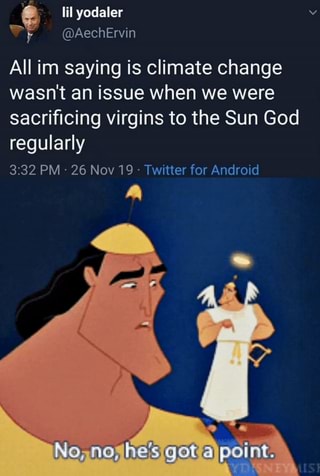 lil yodaler
@AechErvin
All im saying is climate change
wasn't an issue when we were
sacrificing virgins to the Sun God
regularly
3:32 PM · 26 Nov 19 · Twitter for Android
No, no, he's got a point.